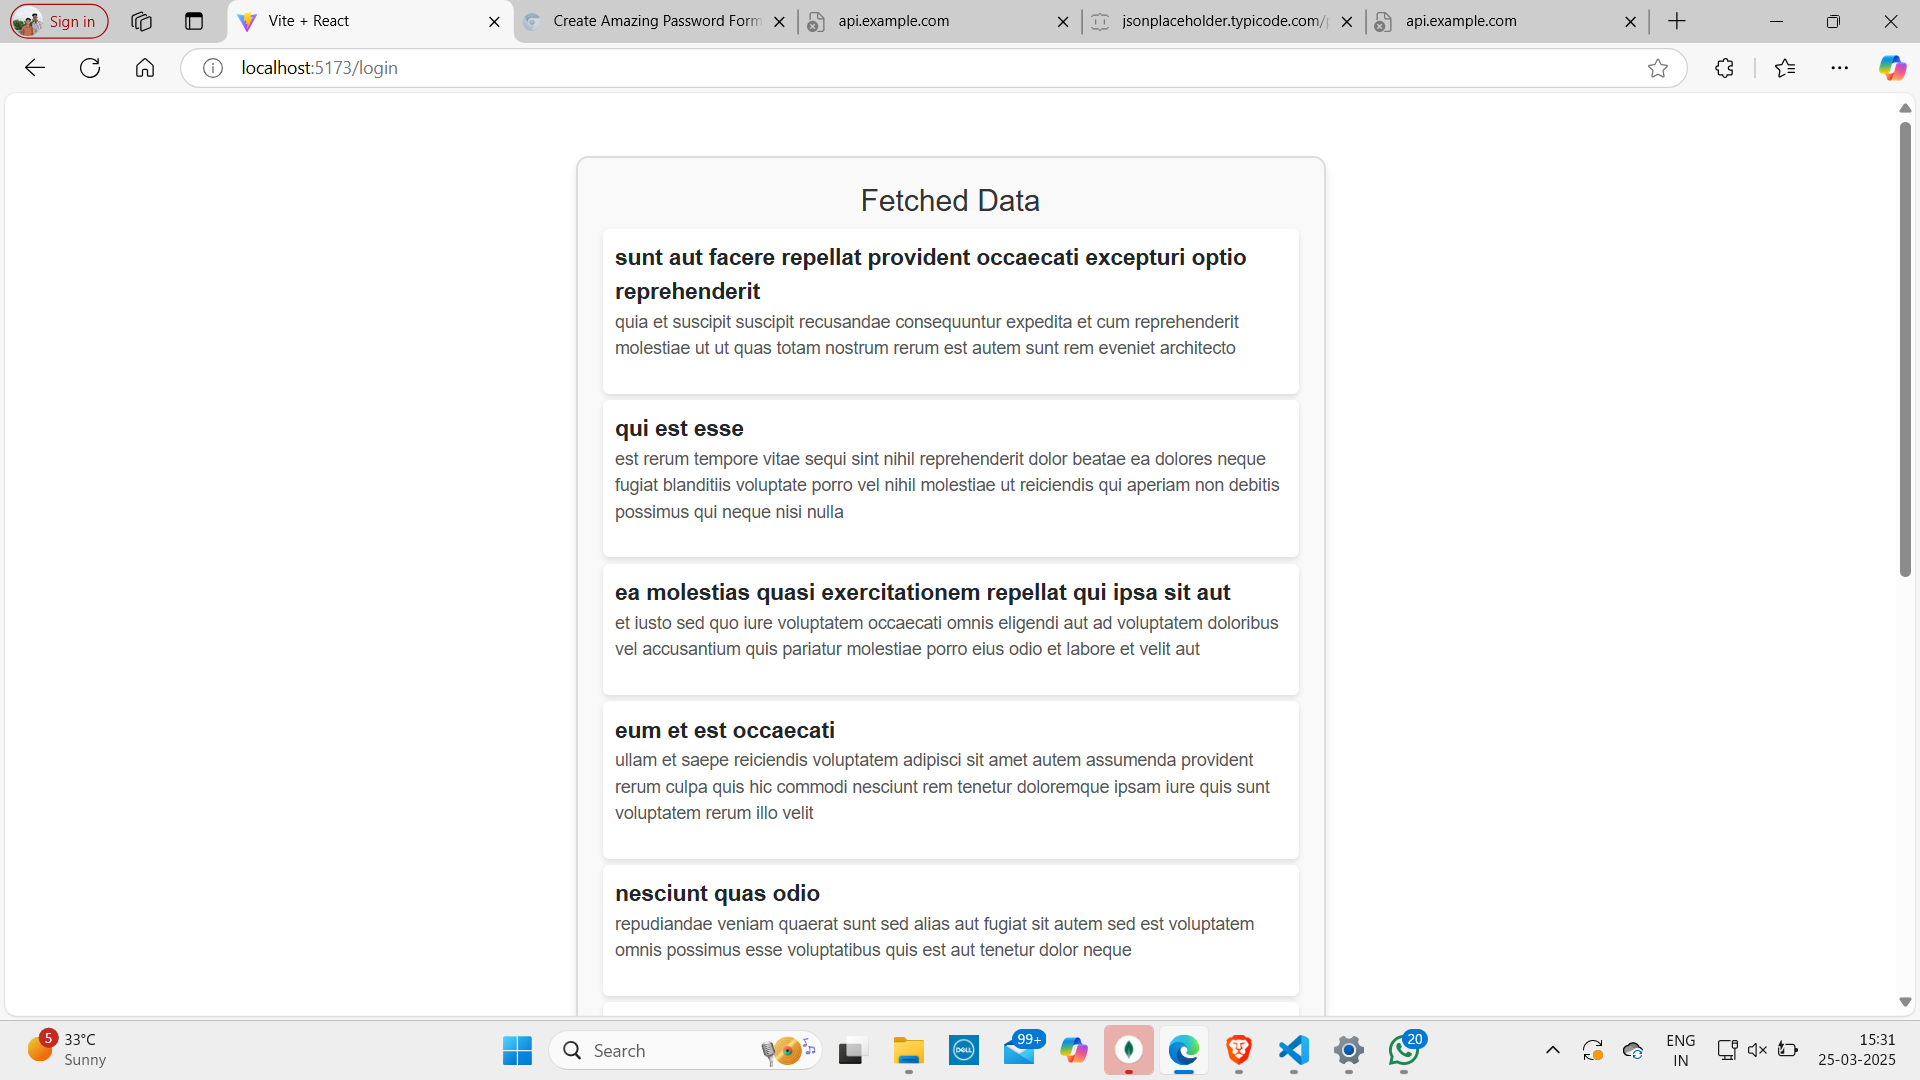 Sign in
Vite + React
Create Amazing Password Form
api.example.com
jsonplaceholder.typicode.com/p
api.example.com
localhost:5173/login
Fetched Data
sunt aut facere repellat provident occaecati excepturi optio
reprehenderit
quia et suscipit suscipit recusandae consequuntur expedita et cum reprehenderit
molestiae ut ut quas totam nostrum rerum est autem sunt rem eveniet architecto
qui est esse
est rerum tempore vitae sequi sint nihil reprehenderit dolor beatae ea dolores neque
fugiat blanditiis voluptate porro vel nihil molestiae ut reiciendis qui aperiam non debitis
possimus qui neque nisi nulla
ea molestias quasi exercitationem repellat qui ipsa sit aut
et iusto sed quo iure voluptatem occaecati omnis eligendi aut ad voluptatem doloribus
vel accusantium quis pariatur molestiae porro eius odio et labore et velit aut
eum et est occaecati
ullam et saepe reiciendis voluptatem adipisci sit amet autem assumenda provident
rerum culpa quis hic commodi nesciunt rem tenetur doloremque ipsam iure quis sunt
voluptatem rerum illo velit
nesciunt quas odio
repudiandae veniam quaerat sunt sed alias aut fugiat sit autem sed est voluptatem
omnis possimus esse voluptatibus quis est aut tenetur dolor neque
5
33°C
Sunny
Search
DELL
99+
20
ENG
IN
15:31
25-03-2025